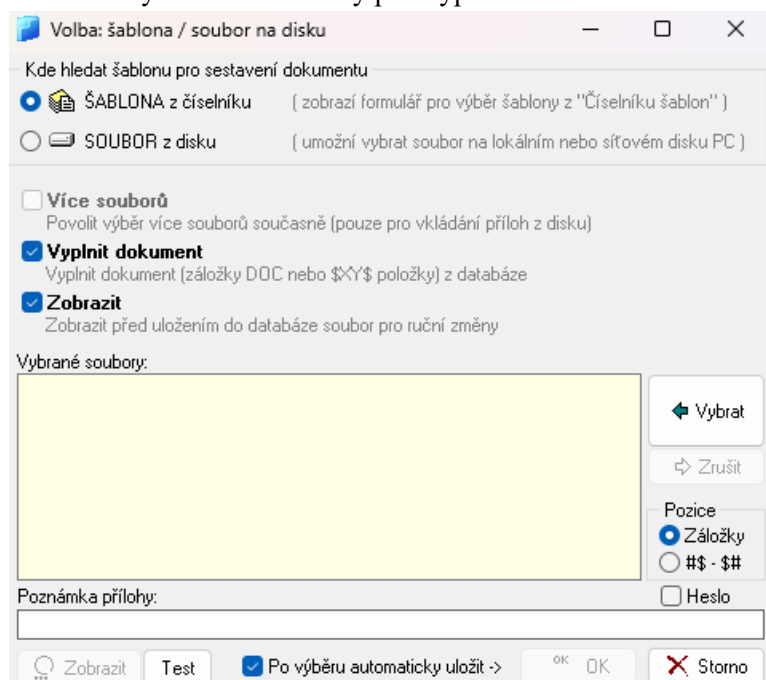 Volba: šablona / soubor na disku
Kde hledat šablonu pro sestavení dokumentu
ŠABLONA z číselníku ( zobrazí formulář pro výběr šablony z "Číselníku šablon" )
SOUBOR z disku ( umožní vybrat soubor na lokálním nebo síťovém disku PC )
Více souborů
Povolit výběr více souborů současně (pouze pro vkládání příloh z disku)
Vyplnit dokument
Vyplnit dokument (záložky DOC nebo $XY$ položky) z databáze
Zobrazit
Zobrazit před uložením do databáze soubor pro ruční změny
Vybrané soubory:
Vybrat
Zrušit
Pozice
Záložky
#$ - $#
Poznámka přílohy:
Heslo
Zobrazit
Test
Po výběru automaticky uložit ->
OK OK
Storno